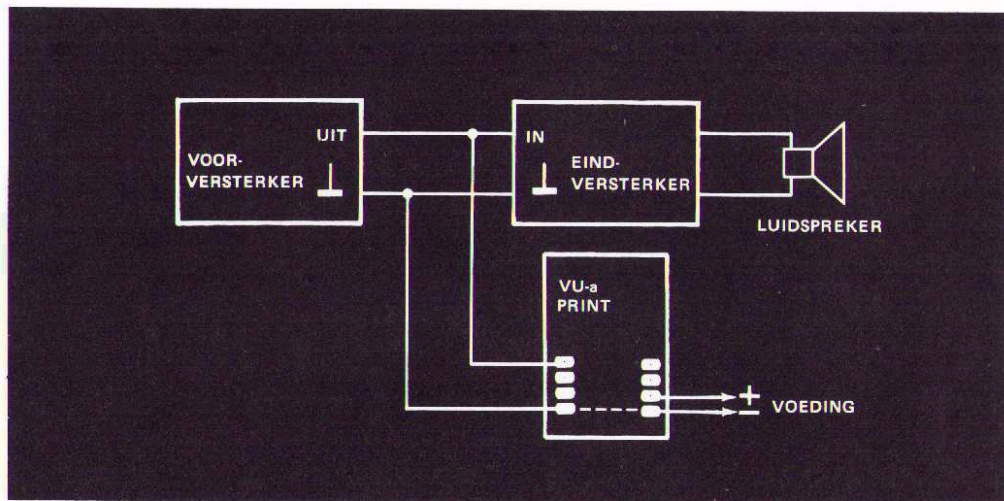 VOOR-
VERSTERKER
UIT
IN
EIND-
VERSTERKER
LUIDSPREKER
VU-a
PRINT
+
–
VOEDING